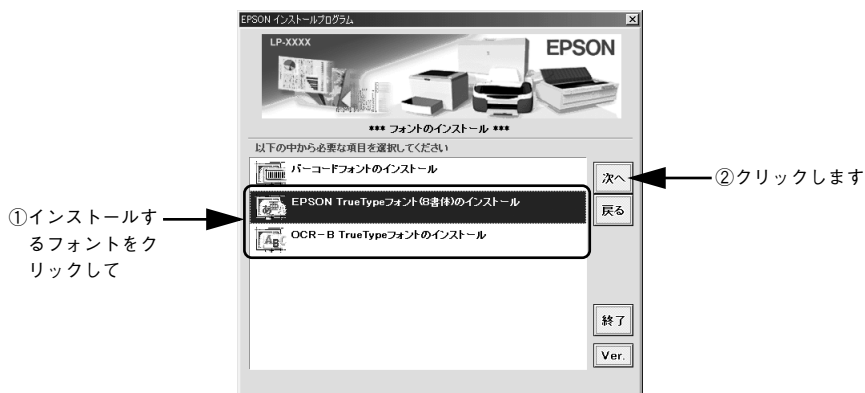 EPSON インストールプログラム
LP-XXXX
EPSON
*** フォントのインストール ***
以下の中から必要な項目を選択してください
バーコードフォントのインストール
EPSON TrueTypeフォント(8書体)のインストール
OCR-B TrueTypeフォントのインストール
次へ
戻る
終了
Ver.
①インストールす
るフォントをク
リックして
②クリックします